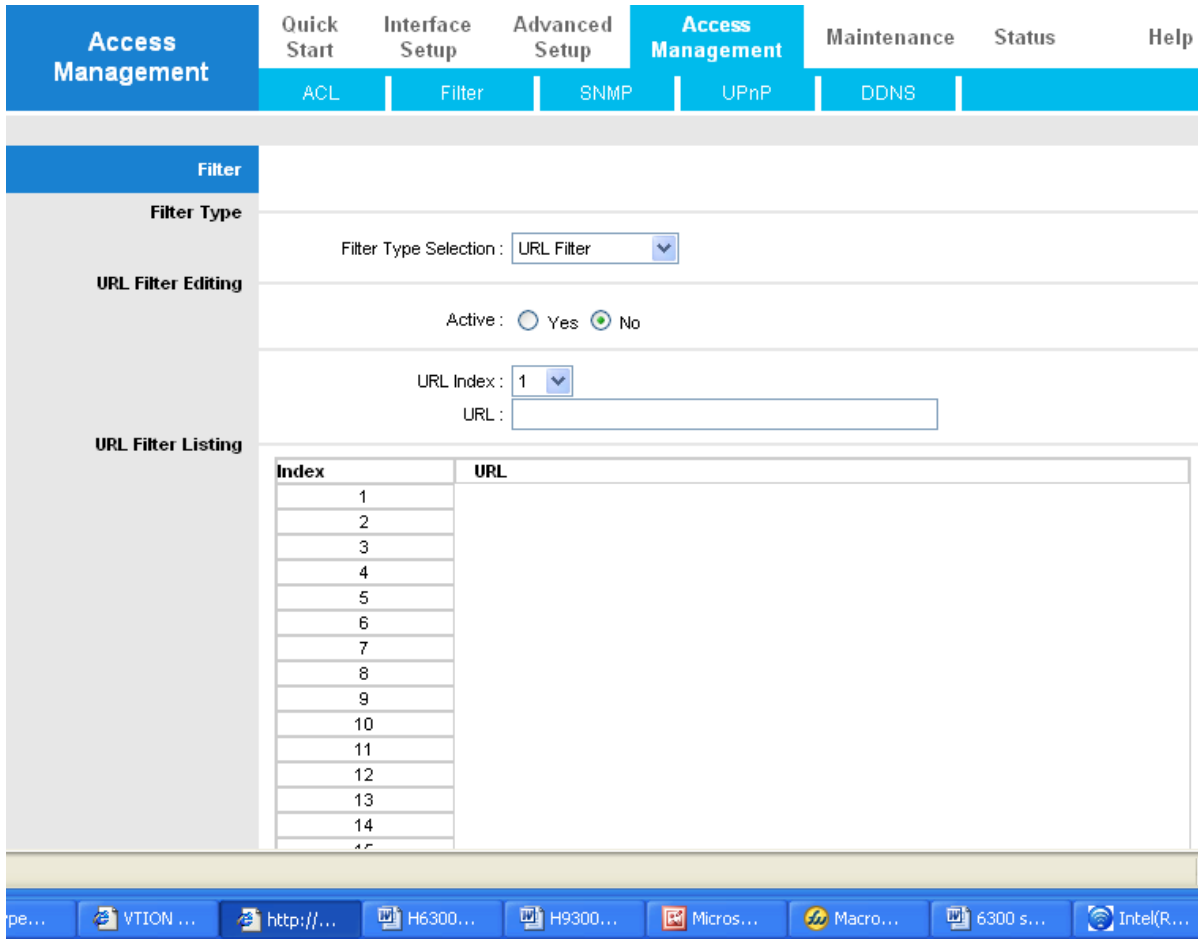 Access Management
Quick Start
Interface Setup
Advanced Setup
Access Management
Maintenance
Status
Help
ACL
Filter
SNMP
UPnP
DDNS
Filter
Filter Type
Filter Type Selection : URL Filter
URL Filter Editing
Active : Yes No
URL Index : 1
URL :
URL Filter Listing
Index URL
1
2
3
4
5
6
7
8
9
10
11
12
13
14
15
ype...
VTION ...
http://...
H6300...
H9300...
Micros...
Macro...
6300 s...
Intel(R...